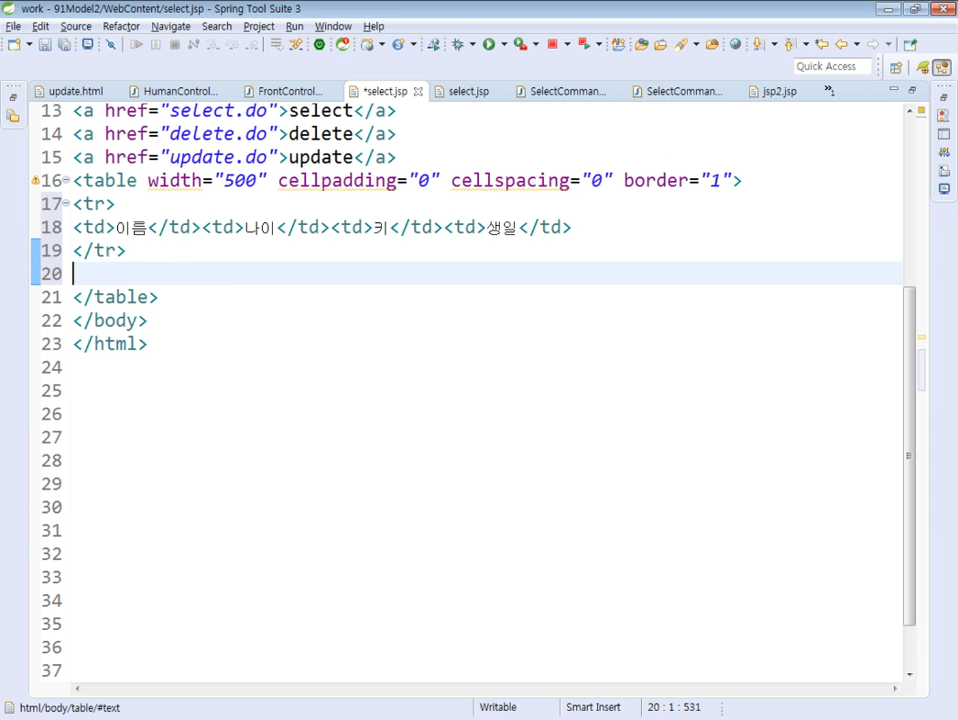 work - 91Model2/WebContent/select.jsp - Spring Tool Suite 3
File Edit Source Refactor Navigate Search Project Run Window Help
Quick Access
update.html HumanControl... FrontControl... *select.jsp select.jsp SelectComman... SelectComman... jsp2.jsp »1
13 <a href="select.do">select</a>
14 <a href="delete.do">delete</a>
15 <a href="update.do">update</a>
16 <table width="500" cellpadding="0" cellspacing="0" border="1">
17 <tr>
18 <td>이름</td><td>나이</td><td>키</td><td>생일</td>
19 </tr>
20
21 </table>
22 </body>
23 </html>
24
25
26
27
28
29
30
31
32
33
34
35
36
37
html/body/table/#text Writable Smart Insert 20 : 1 : 531